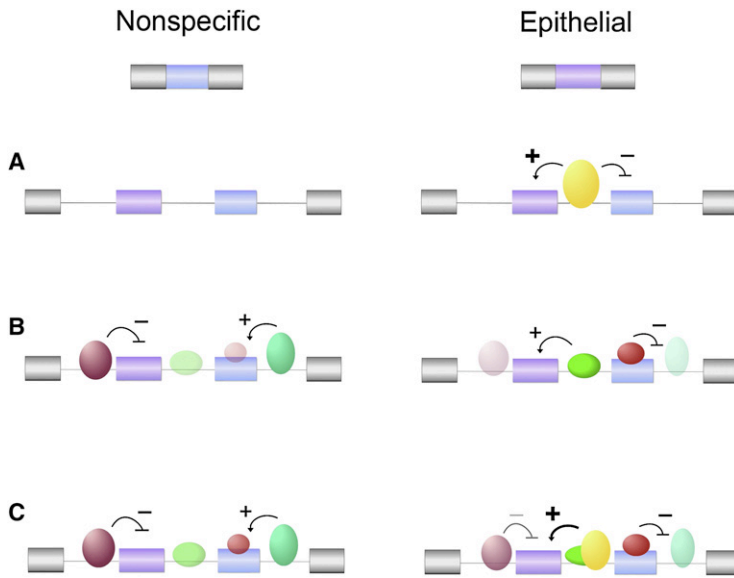 Nonspecific Epithelial
A
+ −
B
− + + −
C
− + − + −